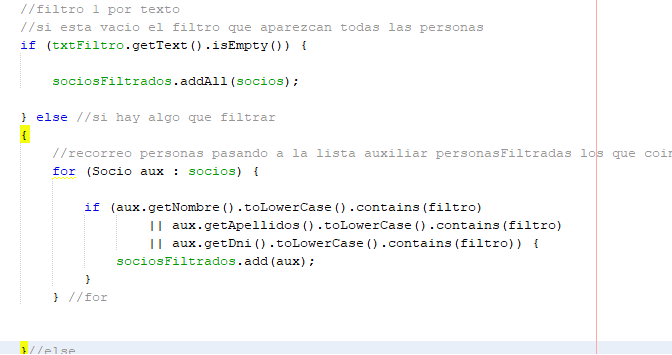 //filtro 1 por texto
//si esta vacio el filtro que aparezcan todas las personas
if (txtFiltro.getText().isEmpty()) {
sociosFiltrados.addAll(socios);
} else //si hay algo que filtrar
{
//recorreo personas pasando a la lista auxiliar personasFiltradas los que
for (Socio aux : socios) {
if (aux.getNombre().toLowerCase().contains(filtro)
|| aux.getApellidos().toLowerCase().contains(filtro)
|| aux.getDni().toLowerCase().contains(filtro)) {
sociosFiltrados.add(aux);
}
} //for
}//else